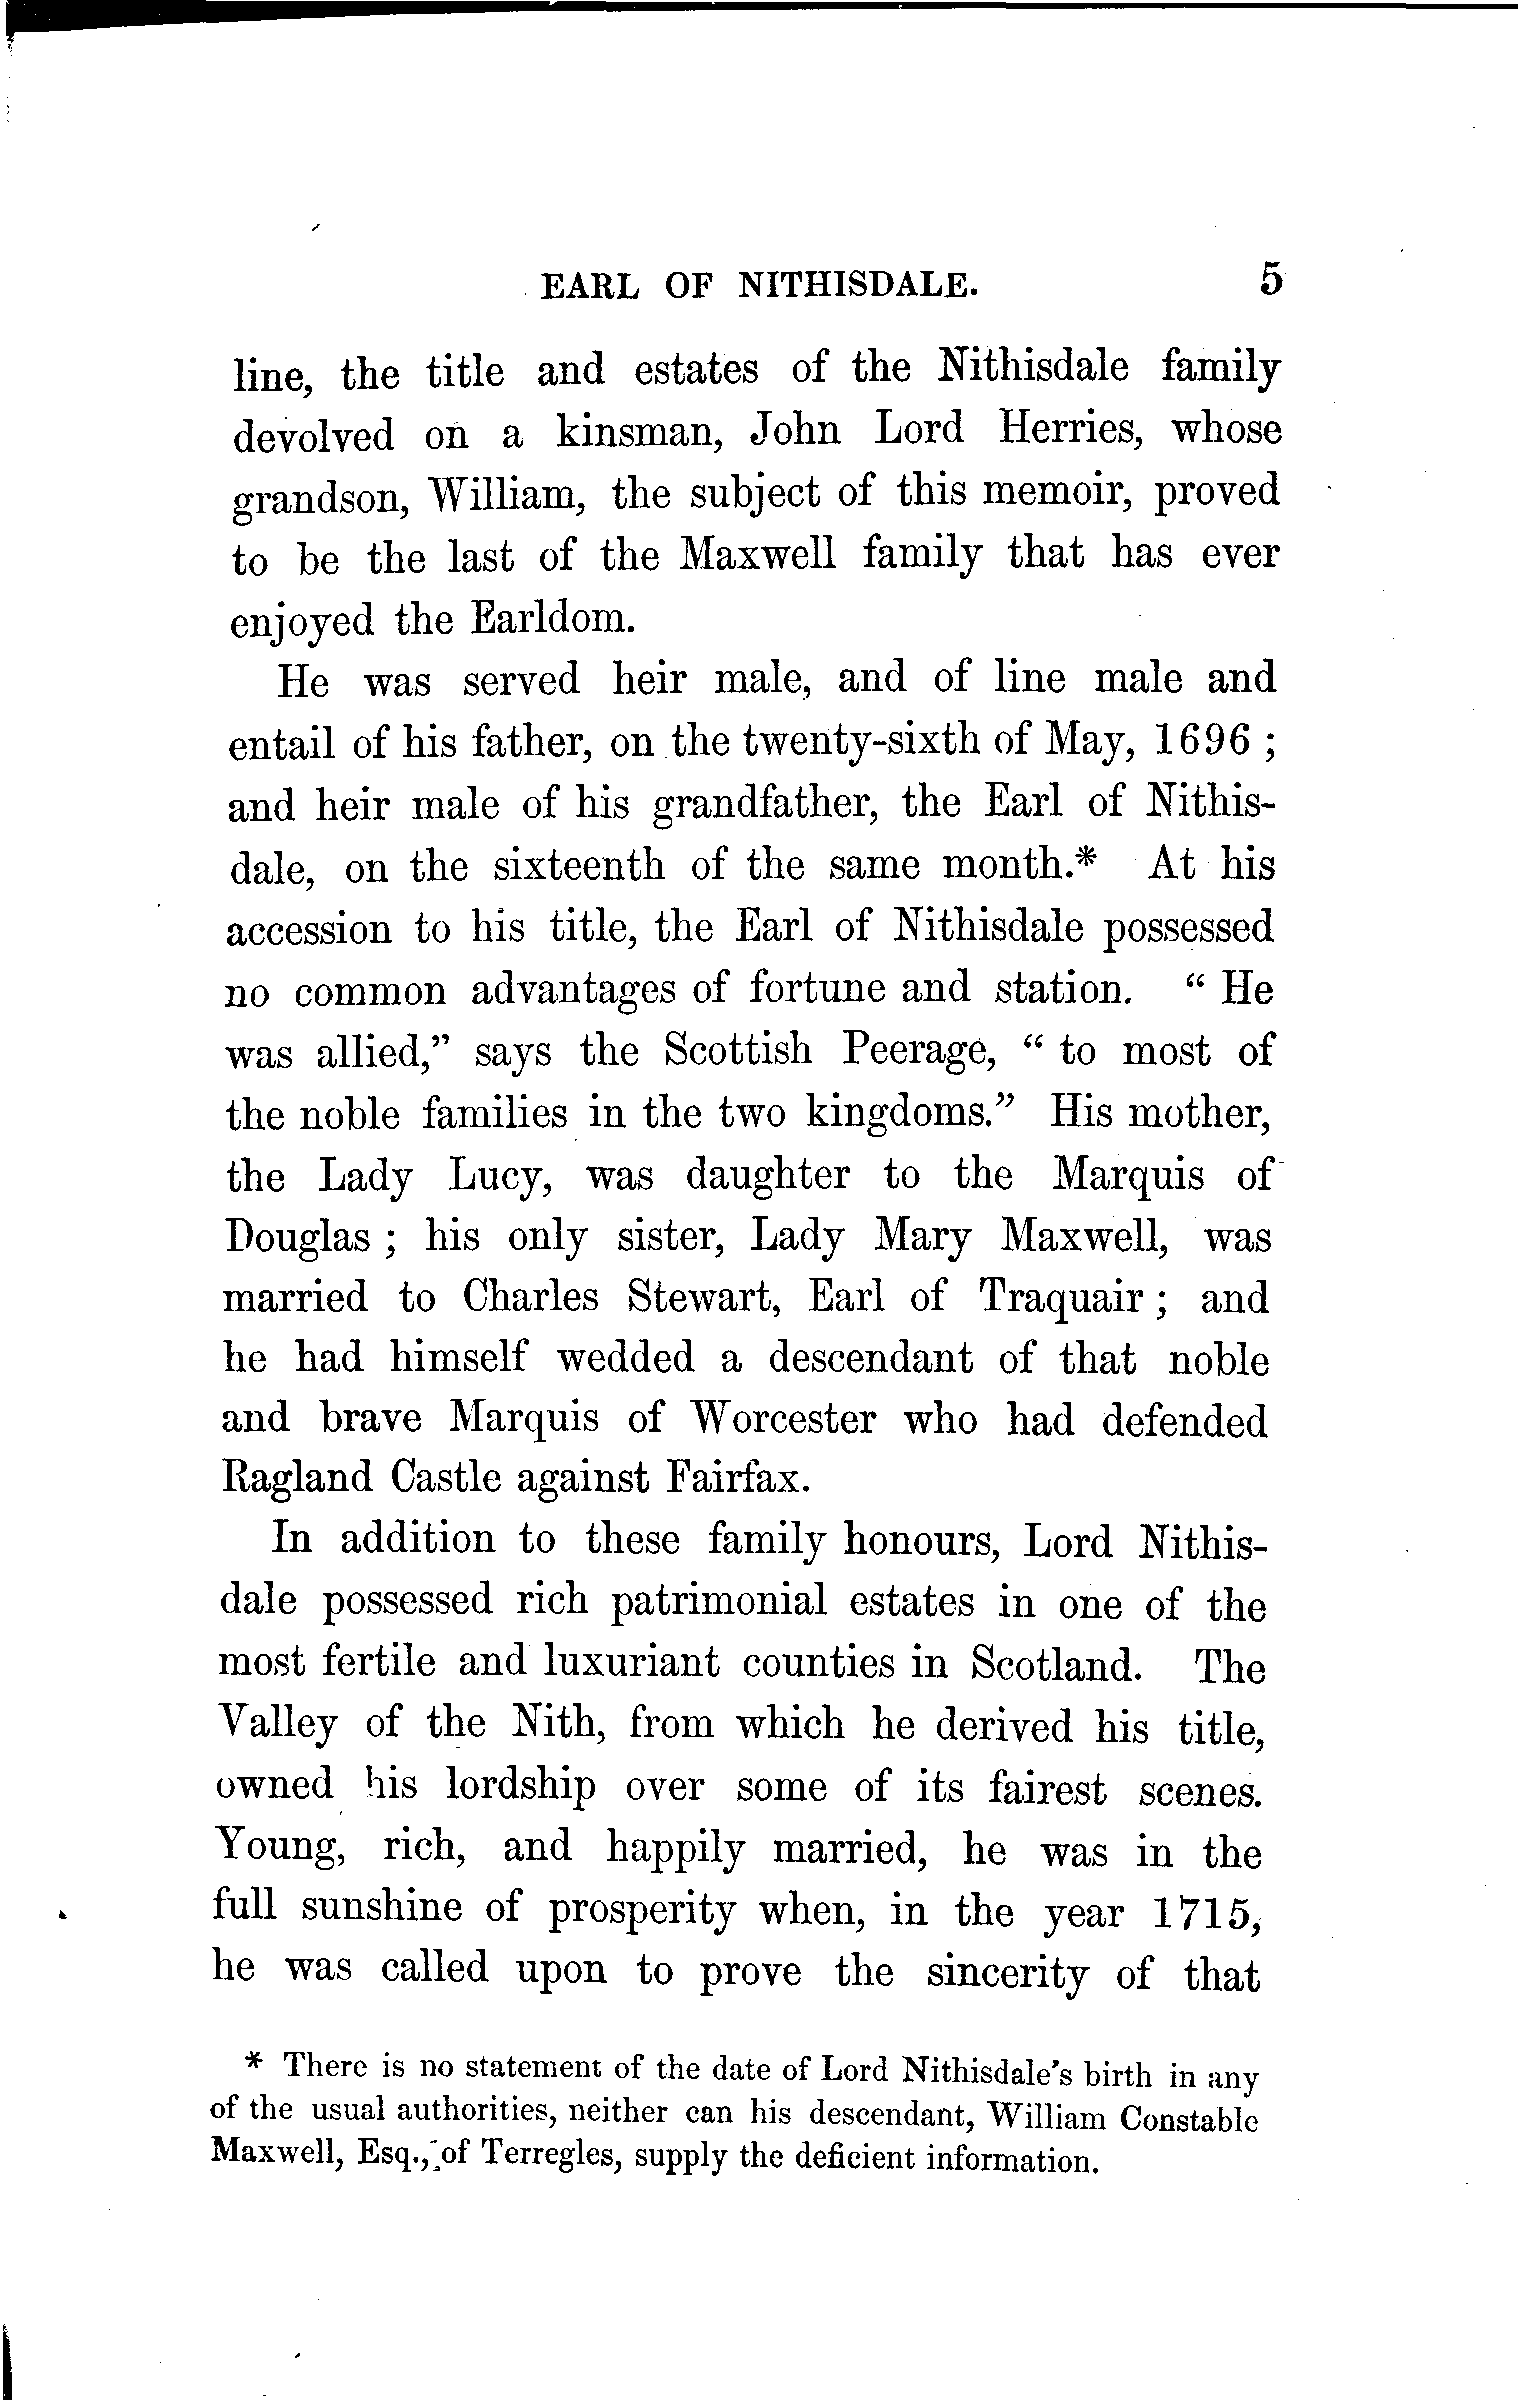 EARL OF NITHISDALE. 5
line, the title and estates of the Nithisdale family
devolved on a kinsman, John Lord Herries, whose
grandson, William, the subject of this memoir, proved
to be the last of the Maxwell family that has ever
enjoyed the Earldom.
He was served heir male, and of line male and
entail of his father, on the twenty-sixth of May, 1696 ;
and heir male of his grandfather, the Earl of Nithis-
dale, on the sixteenth of the same month.* At his
accession to his title, the Earl of Nithisdale possessed
no common advantages of fortune and station. “ He
was allied,” says the Scottish Peerage, “ to most of
the noble families in the two kingdoms.” His mother,
the Lady Lucy, was daughter to the Marquis of
Douglas ; his only sister, Lady Mary Maxwell, was
married to Charles Stewart, Earl of Traquair ; and
he had himself wedded a descendant of that noble
and brave Marquis of Worcester who had defended
Ragland Castle against Fairfax.
In addition to these family honours, Lord Nithis-
dale possessed rich patrimonial estates in one of the
most fertile and luxuriant counties in Scotland. The
Valley of the Nith, from which he derived his title,
owned his lordship over some of its fairest scenes.
Young, rich, and happily married, he was in the
full sunshine of prosperity when, in the year 1715,
he was called upon to prove the sincerity of that
* There is no statement of the date of Lord Nithisdale's birth in any
of the usual authorities, neither can his descendant, William Constable
Maxwell, Esq., of Terregles, supply the deficient information.